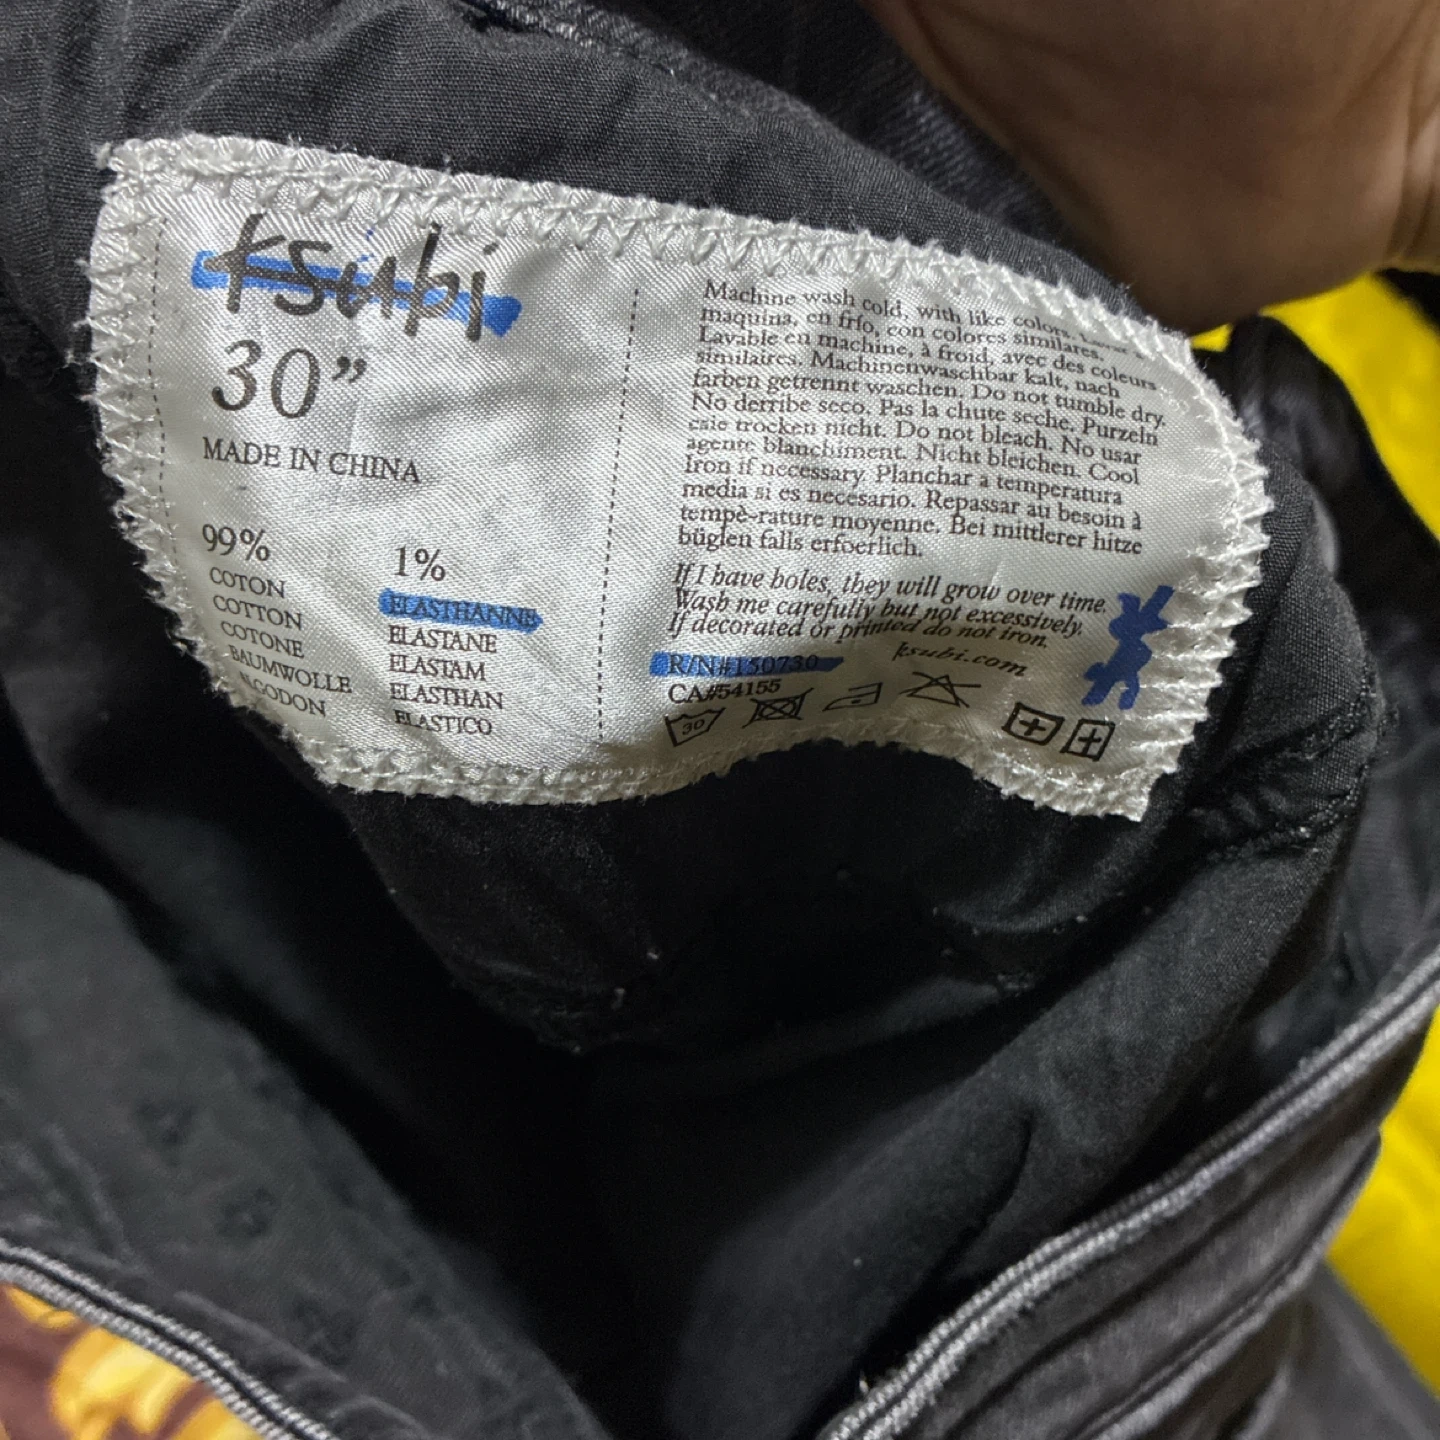 ksubi
30”
MADE IN CHINA
99%
COTON
COTTON
COTONE
BAUMWOLLE
ALGODON
1%
ELASTHANNE
ELASTANE
ELASTAM
ELASTHAN
ELASTICO
Machine wash cold, with like colors. Lavar a
maquina, en frío, con colores similares.
Lavable en machine, à froid, avec des coleurs
similaires. Machinenwaschbar kalt, nach
farben getrennt waschen. Do not tumble dry.
No derribe seco. Pas la chute seche. Purzeln
esie trocken nicht. Do not bleach. No usar
agente blanchiment. Nicht bleichen. Cool
Iron if necessary. Planchar a temperatura
media si es necesario. Repassar au besoin à
tempè-rature moyenne. Bei mittlerer hitze
büglen falls erfoerlich.
If I have holes, they will grow over time.
Wash me carefully but not excessively.
If decorated or printed do not iron.
R/N#150730
ksubi.com
CA#54155
30